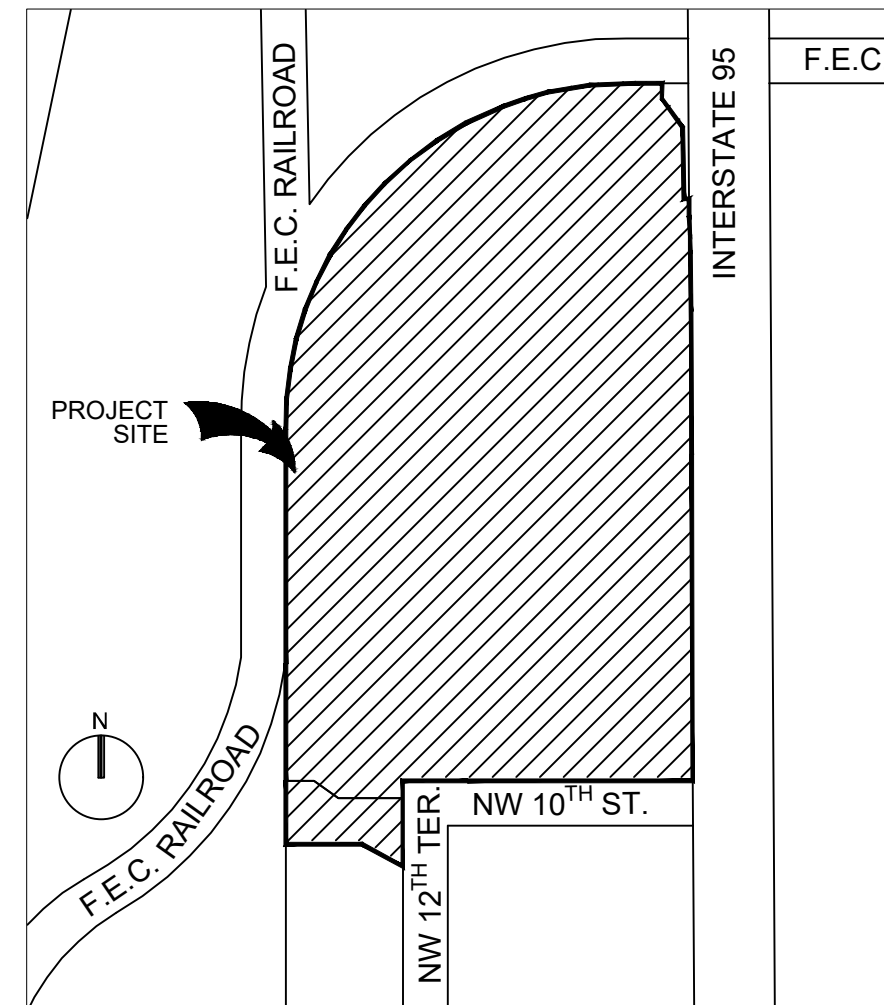 F.E.C. RAILROAD
F.E.C
INTERSTATE 95
PROJECT
SITE
N
F.E.C. RAILROAD
NW 10TH ST.
NW 12TH TER.